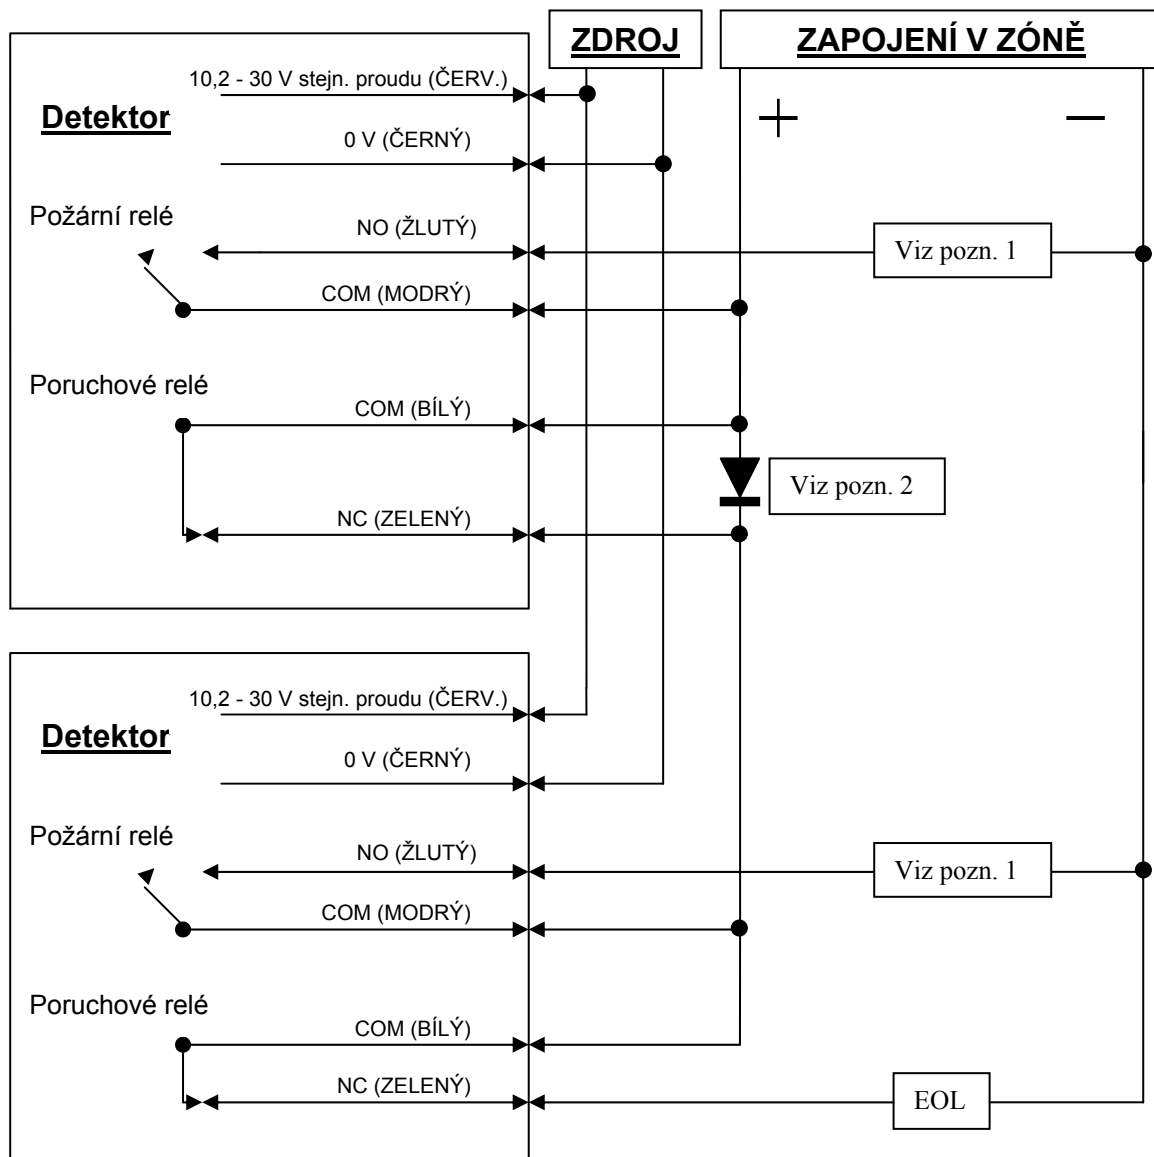 ZDROJ
ZAPOJENÍ V ZÓNĚ
10,2 - 30 V stejn. proudu (ČERV.)
Detektor
+
—
0 V (ČERNÝ)
Požární relé
NO (ŽLUTÝ)
Viz pozn. 1
COM (MODRÝ)
Poruchové relé
COM (BÍLÝ)
Viz pozn. 2
NC (ZELENÝ)
10,2 - 30 V stejn. proudu (ČERV.)
Detektor
0 V (ČERNÝ)
Požární relé
NO (ŽLUTÝ)
Viz pozn. 1
COM (MODRÝ)
Poruchové relé
COM (BÍLÝ)
NC (ZELENÝ)
EOL